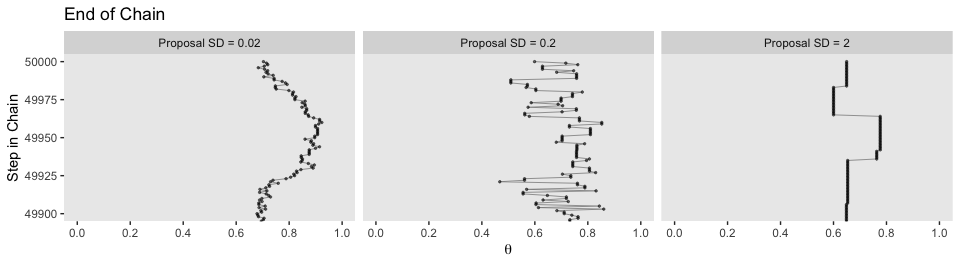 End of Chain
Proposal SD = 0.02 Proposal SD = 0.2 Proposal SD = 2
Step in Chain
50000
49975
49950
49925
49900
0.0 0.2 0.4 0.6 0.8 1.0 0.0 0.2 0.4 0.6 0.8 1.0 0.0 0.2 0.4 0.6 0.8 1.0
θ